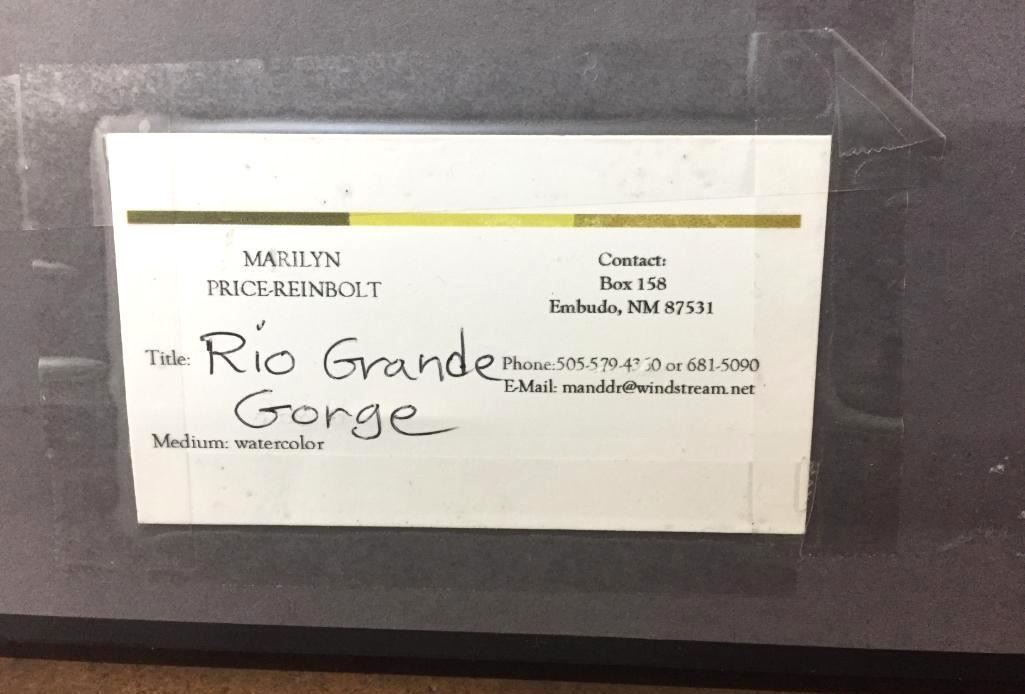 MARILYN
PRICE-REINBOLT
Contact:
Box 158
Embudo, NM 87531
Title: Rio Grande
Gorge
Phone: or 681-5090
E-Mail: manddr@windstream.net
Medium: watercolor